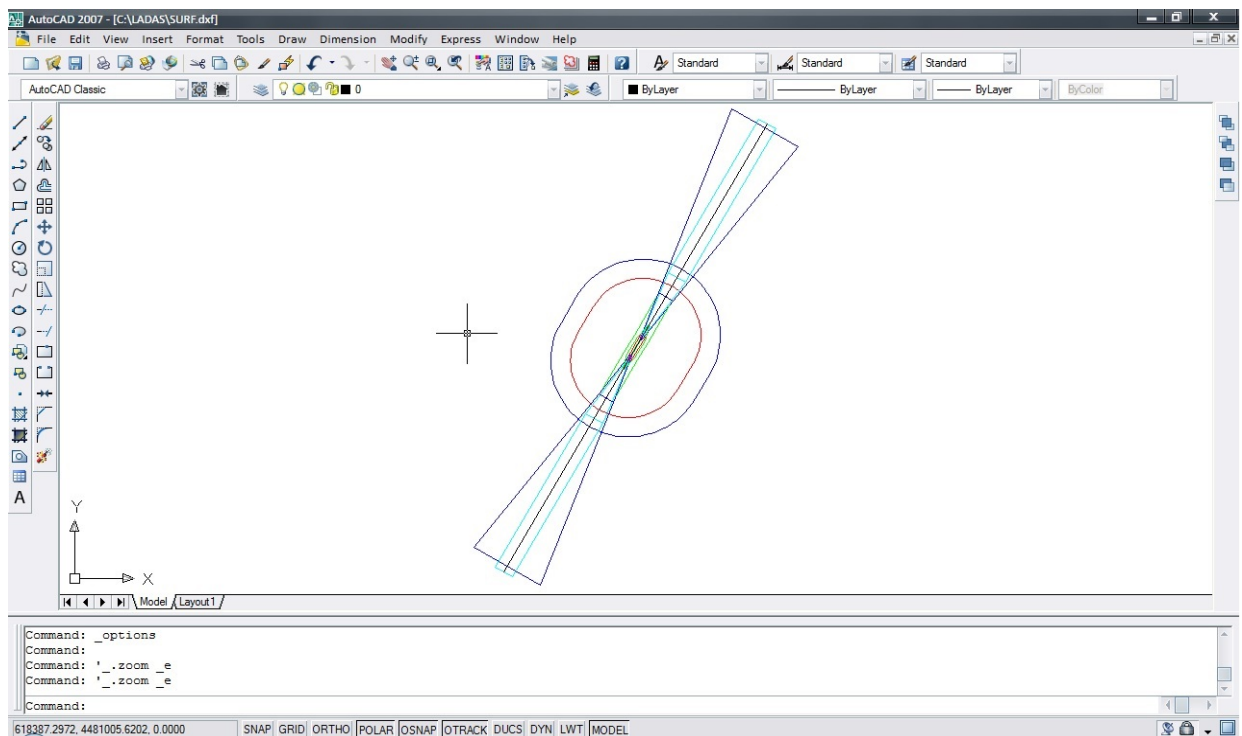 AutoCAD 2007 - [C:\LADAS\SURF.dxf]
File Edit View Insert Format Tools Draw Dimension Modify Express Window Help
Standard Standard Standard
AutoCAD Classic 0 ByLayer ByLayer ByLayer ByColor
A
Y
X
Model Layout1
Command: _options
Command:
Command: '_.zoom _e
Command: '_.zoom _e
Command:
618387.2972, 4481005.6202, 0.0000 SNAP GRID ORTHO POLAR OSNAP OTRACK DUCS DYN LWT MODEL